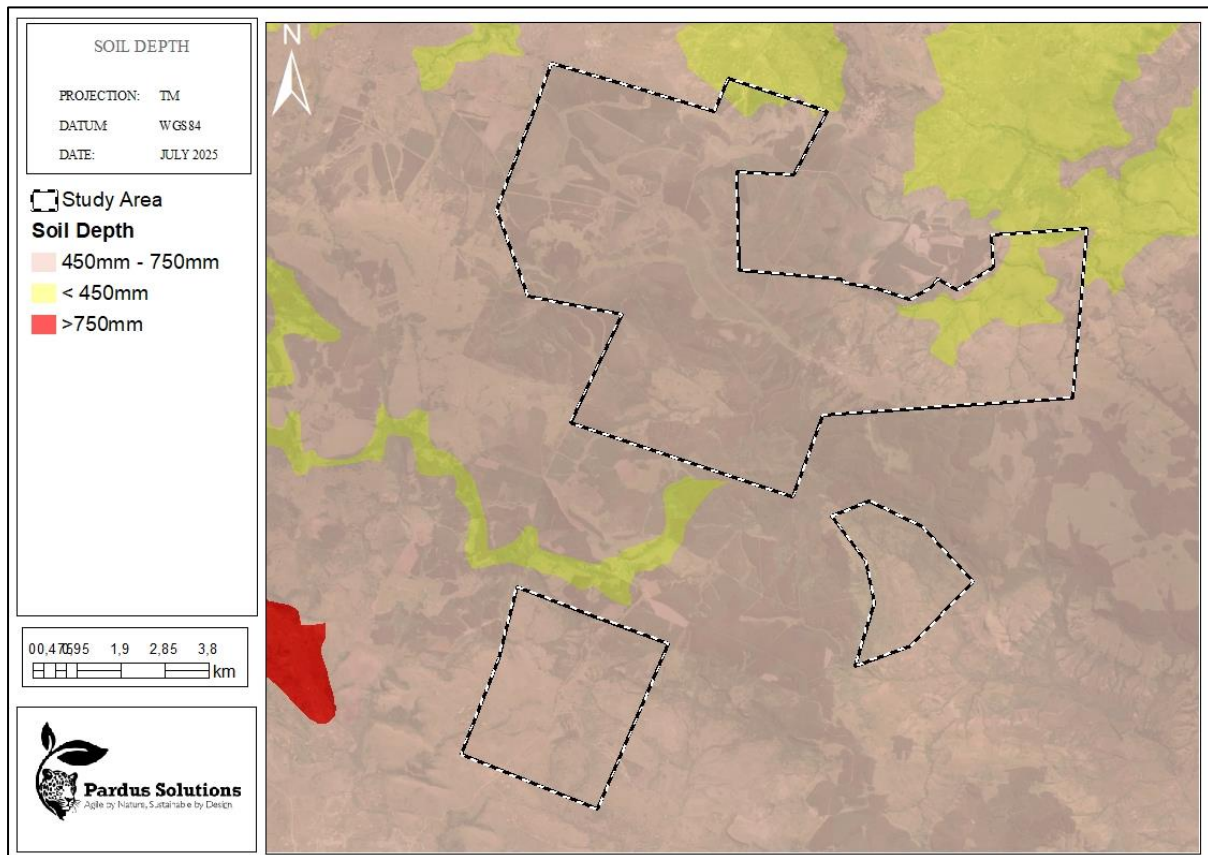 SOIL DEPTH
PROJECTION: TM
DATUM WGS84
DATE: JULY 2025
Study Area
Soil Depth
450mm - 750mm
< 450mm
>750mm
1,9 2,85 3,8
km
Pardus Solutions
Agile by Nature, Sustainable by Design
N